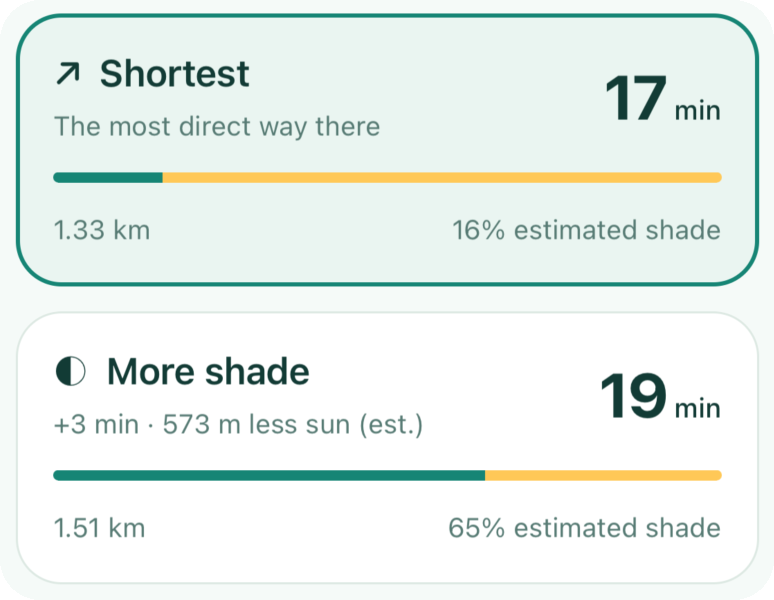 Shortest
The most direct way there
17 min
1.33 km
16% estimated shade
More shade
+3 min · 573 m less sun (est.)
19 min
1.51 km
65% estimated shade